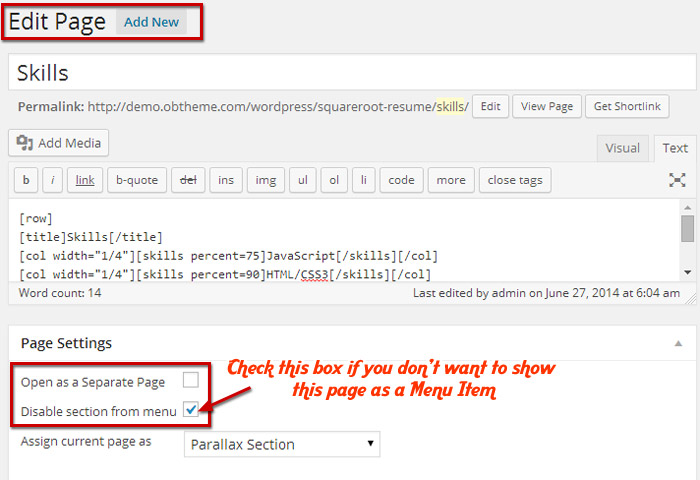 Edit Page Add New
Skills
Permalink: http://demo.obtheme.com/wordpress/squareroot-resume/skills/ Edit View Page Get Shortlink
Add Media Visual Text
b i link b-quote del ins img ul ol li code more close tags
[row]
[title]Skills[/title]
[col width="1/4"][skills percent=75]JavaScript[/skills][/col]
[col width="1/4"][skills percent=90]HTML/CSS3[/skills][/col]
Word count: 14 Last edited by admin on June 27, 2014 at 6:04 am
Page Settings
Check this box if you don't want to show
this page as a Menu Item
Open as a Separate Page
Disable section from menu
Assign current page as Parallax Section